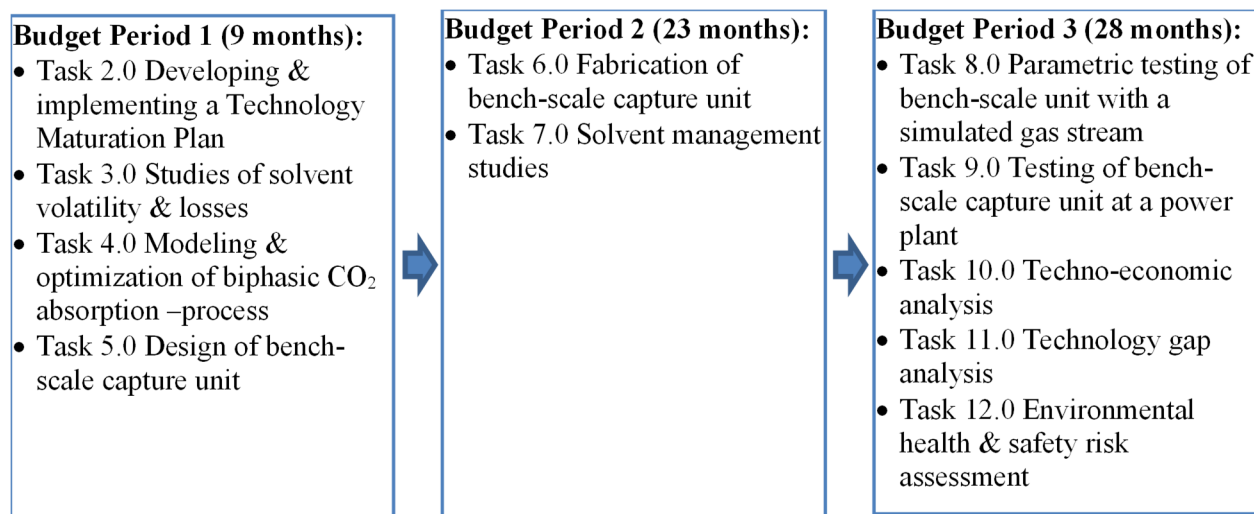 Budget Period 1 (9 months):
• Task 2.0 Developing &
implementing a Technology
Maturation Plan
• Task 3.0 Studies of solvent
volatility & losses
• Task 4.0 Modeling &
optimization of biphasic CO₂
absorption –process
• Task 5.0 Design of bench-
scale capture unit
Budget Period 2 (23 months):
• Task 6.0 Fabrication of
bench-scale capture unit
• Task 7.0 Solvent management
studies
Budget Period 3 (28 months):
• Task 8.0 Parametric testing of
bench-scale unit with a
simulated gas stream
• Task 9.0 Testing of bench-
scale capture unit at a power
plant
• Task 10.0 Techno-economic
analysis
• Task 11.0 Technology gap
analysis
• Task 12.0 Environmental
health & safety risk
assessment